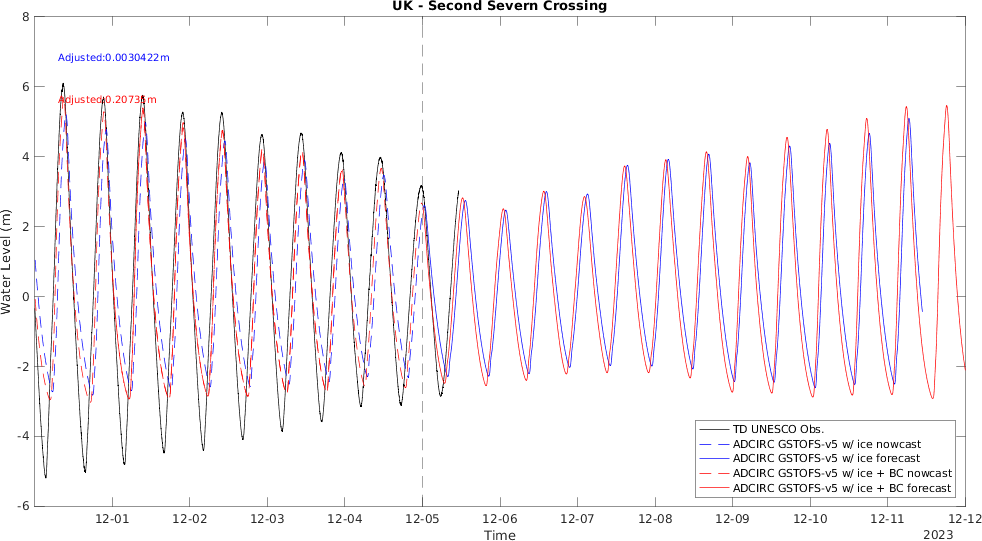 UK - Second Severn Crossing
8
Adjusted:0.0030422m
6
Adjusted:0.2073 m
4
2
0
-2
-4
-6
Water Level (m)
TD UNESCO Obs.
ADCIRC GSTOFS-v5 w/ ice nowcast
ADCIRC GSTOFS-v5 w/ ice forecast
ADCIRC GSTOFS-v5 w/ ice + BC nowcast
ADCIRC GSTOFS-v5 w/ ice + BC forecast
12-01 12-02 12-03 12-04 12-05 12-06 12-07 12-08 12-09 12-10 12-11 12-12
Time 2023